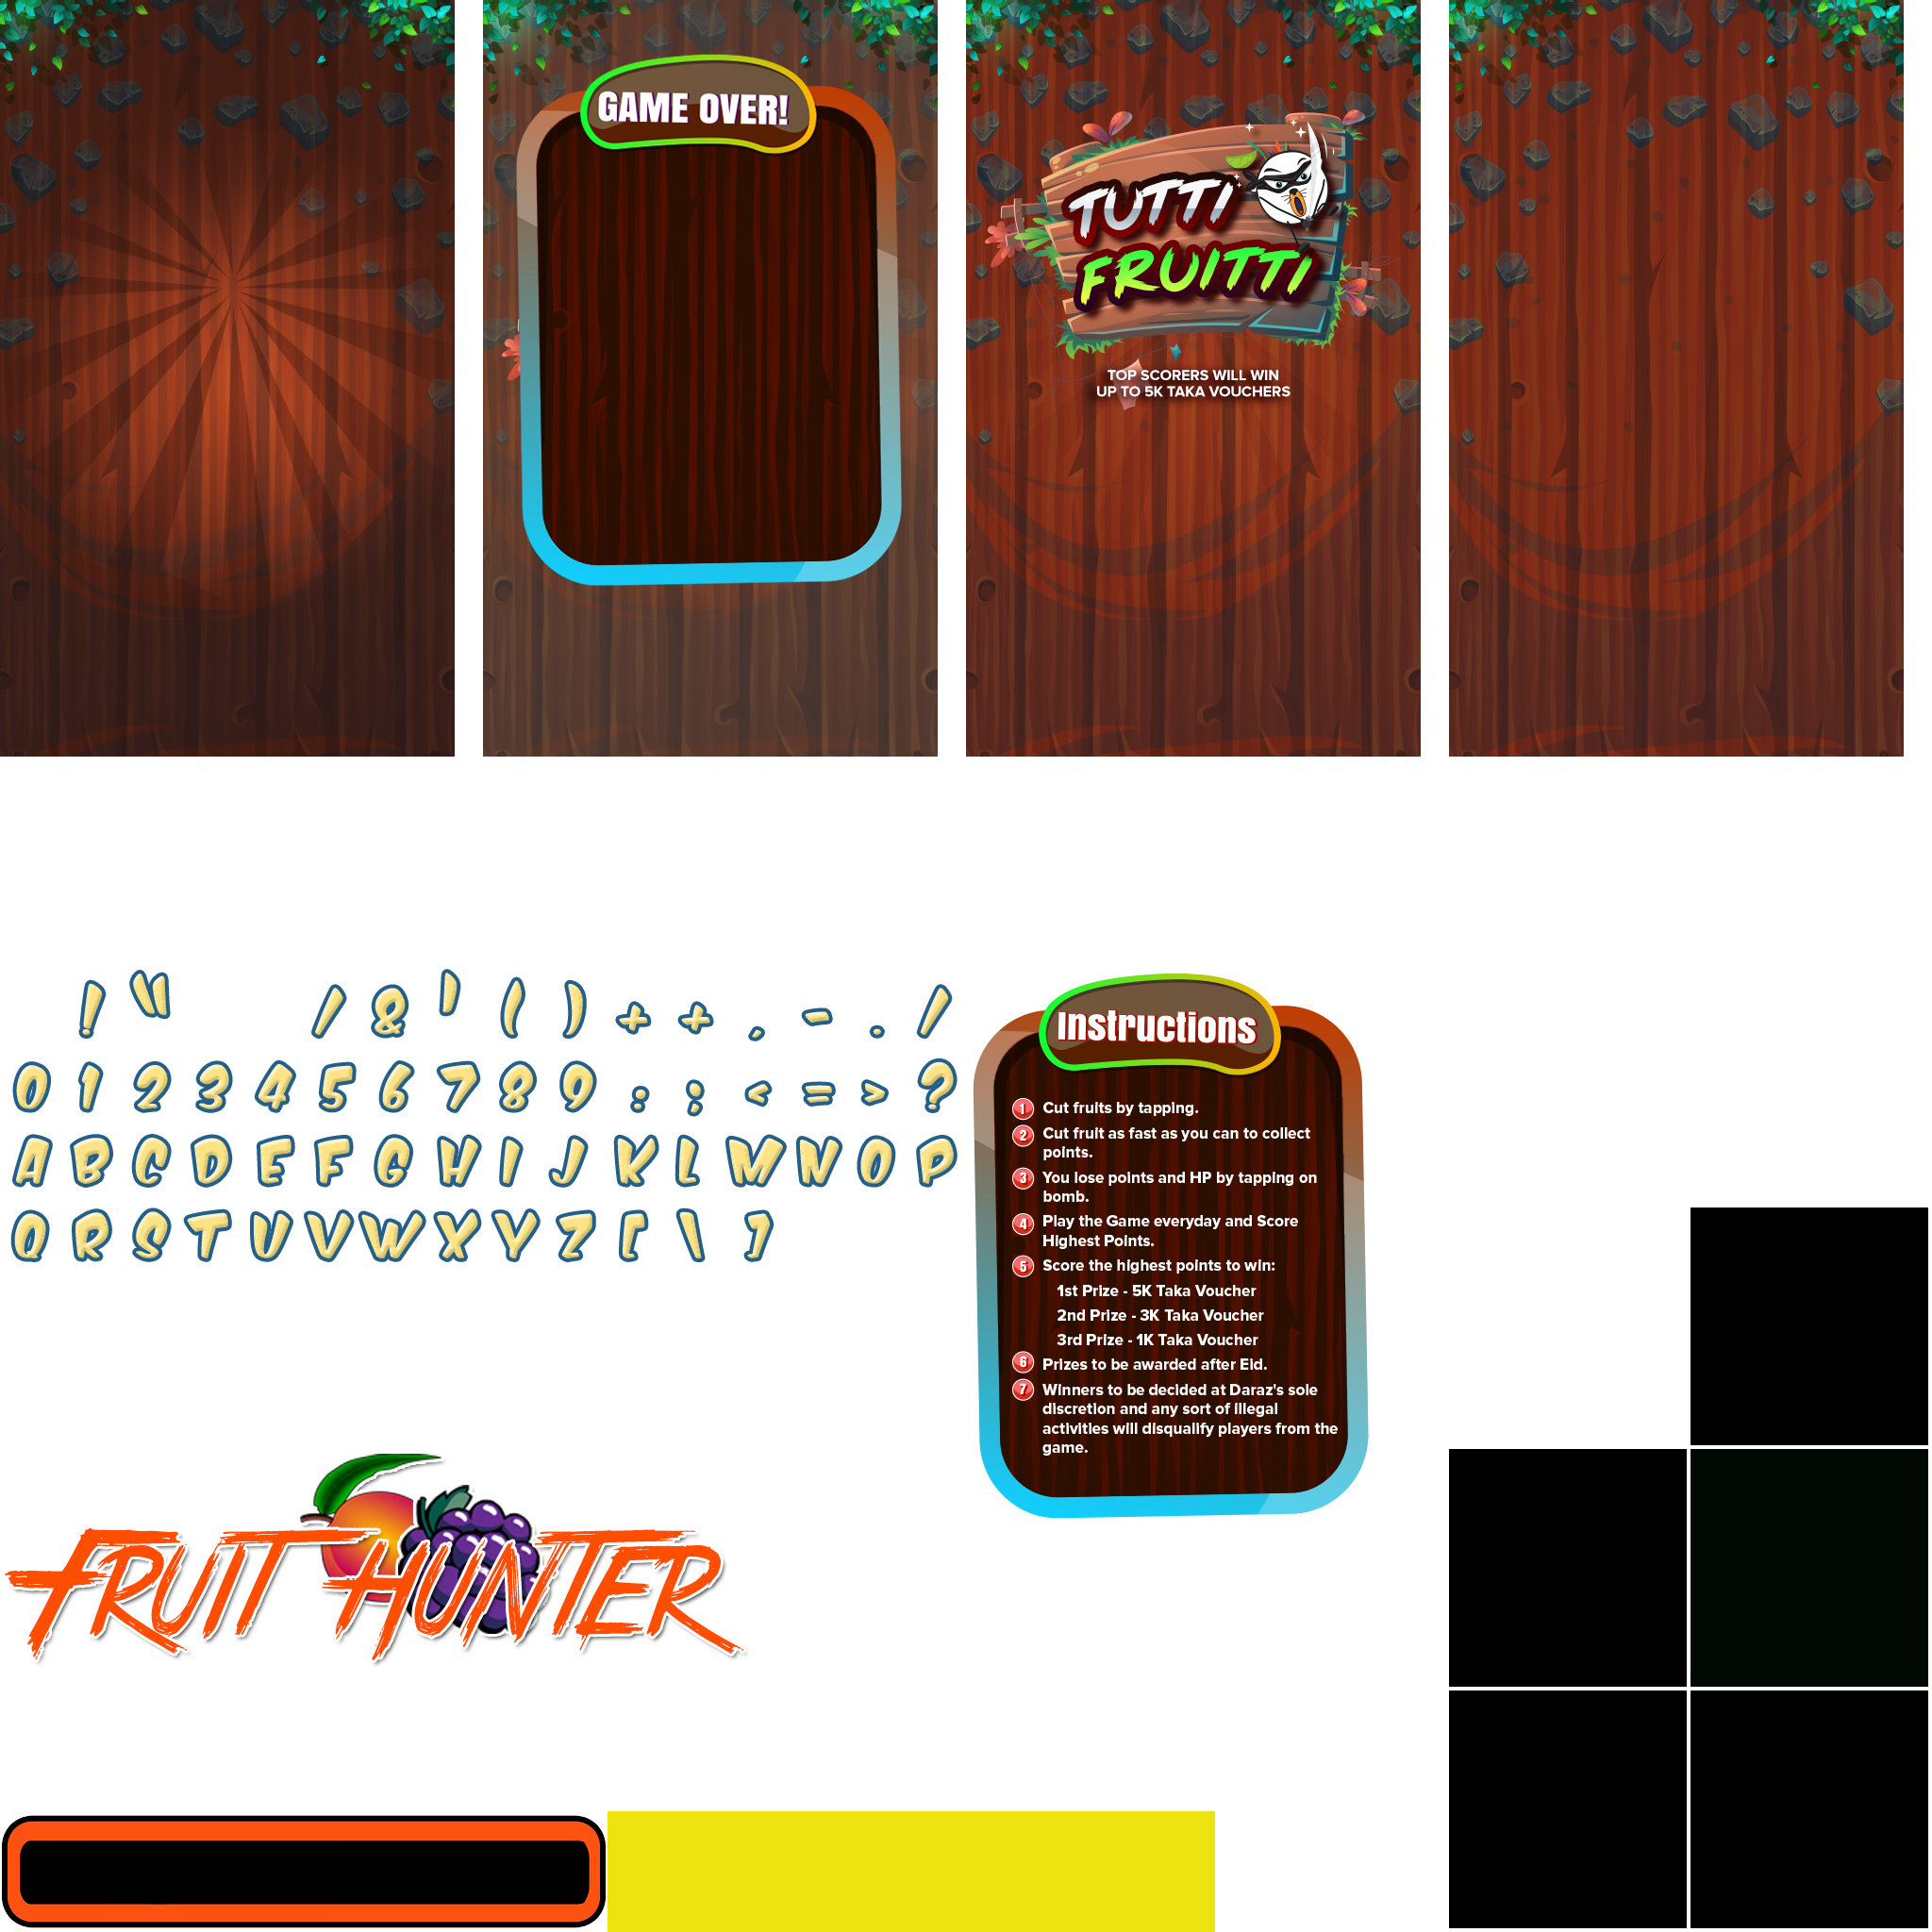 GAME OVER!
TUTTI
FRUITTI
TOP SCORERS WILL WIN
UP TO 5K TAKA VOUCHERS
! " / & ' ( ) + + , - . /
0 1 2 3 4 5 6 7 8 9 : ; < = > ?
A B C D E F G H I J K L M N O P
Q R S T U V W X Y Z [ \ ]
Instructions
1 Cut fruits by tapping.
2 Cut fruit as fast as you can to collect
points.
3 You lose points and HP by tapping on
bomb.
4 Play the Game everyday and Score
Highest Points.
5 Score the highest points to win:
1st Prize - 5K Taka Voucher
2nd Prize - 3K Taka Voucher
3rd Prize - 1K Taka Voucher
6 Prizes to be awarded after Eid.
7 Winners to be decided at Daraz's sole
discretion and any sort of illegal
activities will disqualify players from the
game.
FRUIT HUNTER